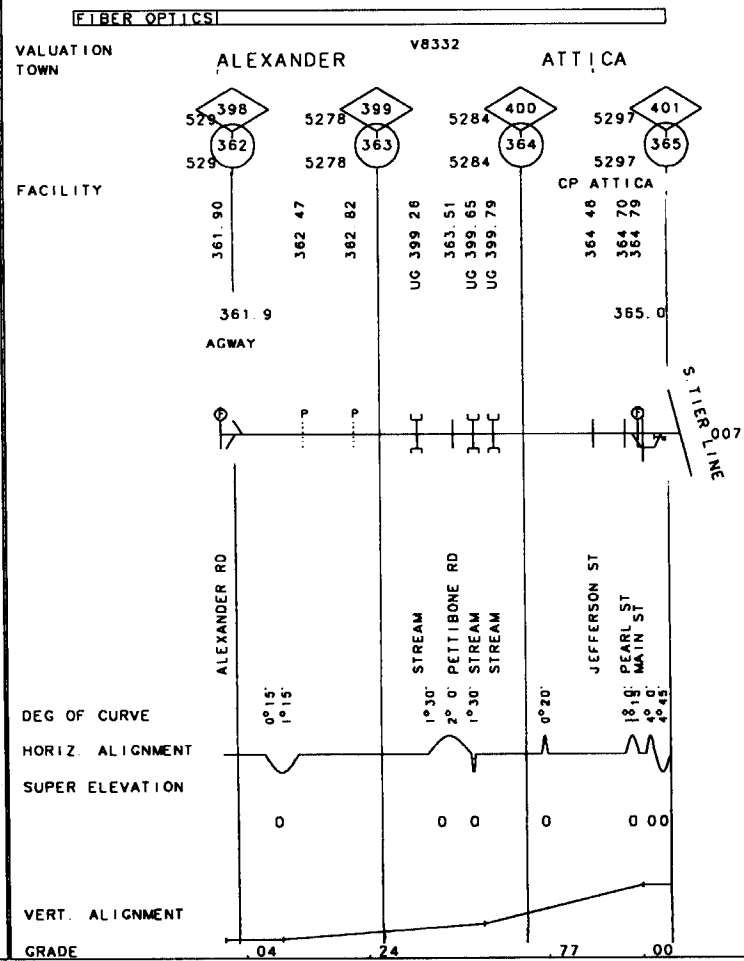 FIBER OPTICS
VALUATION V8332
TOWN ALEXANDER ATTICA
398 399 400 401
529 5278 5284 5297
362 363 364 365
529 5278 5284 5297
FACILITY CP ATTICA
361.90 362 47 362.82 UG 399 26 363.51 UG 399.65 UG 399.79 364 48 364 70 364 79
361.9 365.0
AGWAY
F P P F
S. TIER LINE
007
ALEXANDER RD STREAM PETTIBONE RD STREAM STREAM JEFFERSON ST PEARL ST MAIN ST
DEG OF CURVE 0°15' 1°15' 1°30' 2° 0' 1°30' 0°20' 4° 0' 4°45'
HORIZ. ALIGNMENT
SUPER ELEVATION
0 0 0 0 0 0 0
VERT. ALIGNMENT
GRADE .04 .24 .77 .00